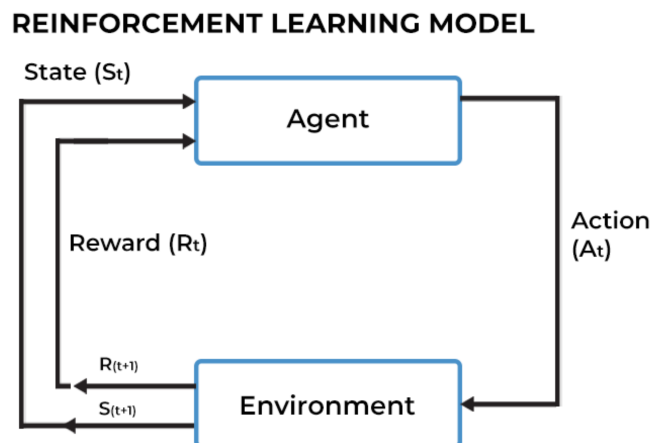 REINFORCEMENT LEARNING MODEL
State (St)
Agent
Action
(At)
Reward (Rt)
R(t+1)
S(t+1)
Environment